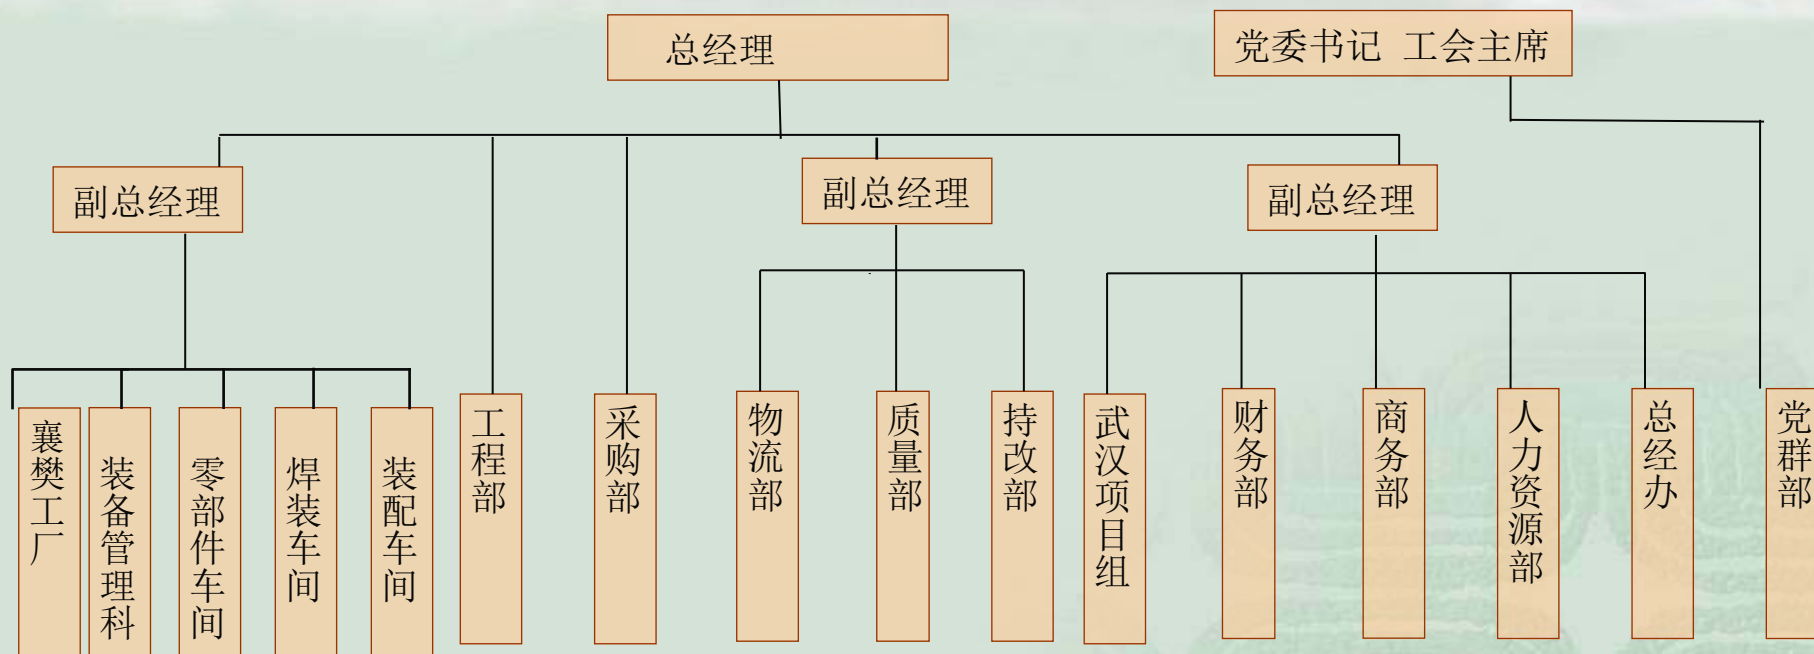 总经理
党委书记 工会主席
副总经理
副总经理
副总经理
襄樊工厂
装备管理科
零部件车间
焊装车间
装配车间
工程部
采购部
物流部
质量部
持改部
武汉项目组
财务部
商务部
人力资源部
总经办
党群部